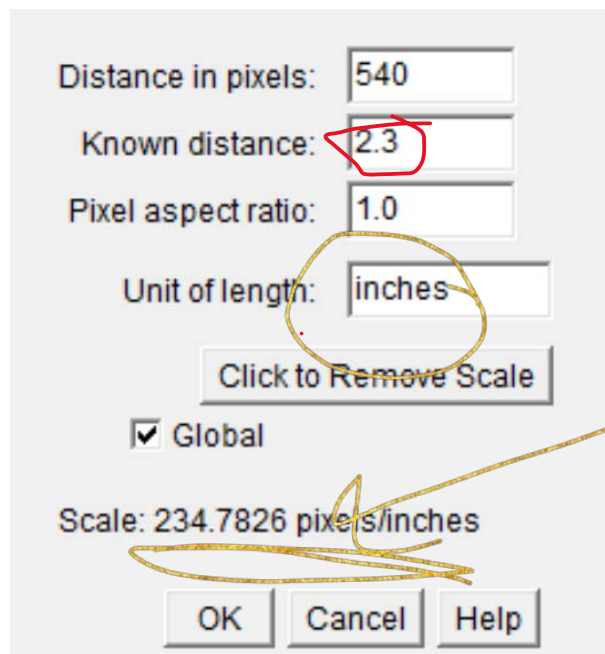 Distance in pixels: 540
Known distance: 2.3
Pixel aspect ratio: 1.0
Unit of length: inches
Click to Remove Scale
Global
Scale: 234.7826 pixels/inches
OK Cancel Help